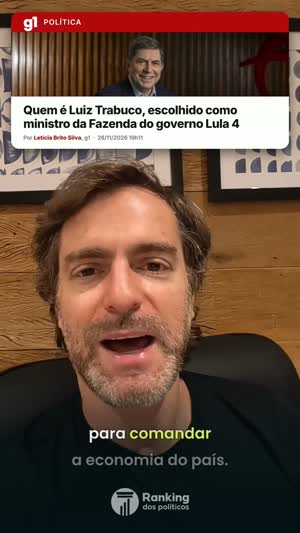 g1 POLÍTICA
Quem é Luiz Trabuco, escolhido como
ministro da Fazenda do governo Lula 4
Por Letícia Brito Silva, g1 - 26/11/2026 19h11
para comandar
a economia do país.
Ranking
dos políticos